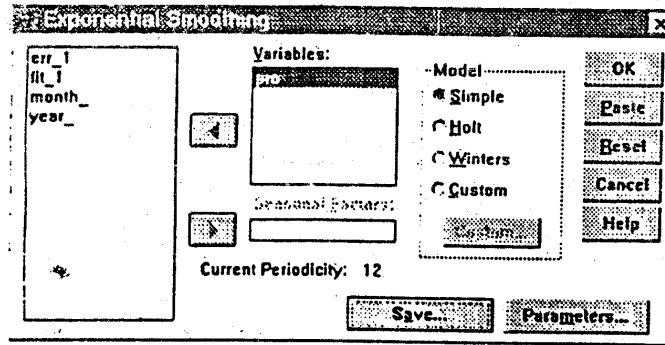 Exponential Smoothing
err_1
fit_1
month_
year_
Variables:
pro
Seasonal Factors:
Current Periodicity: 12
Model
Simple
Holt
Winters
Custom
Custom...
OK
Paste
Reset
Cancel
Help
Save...
Parameters...